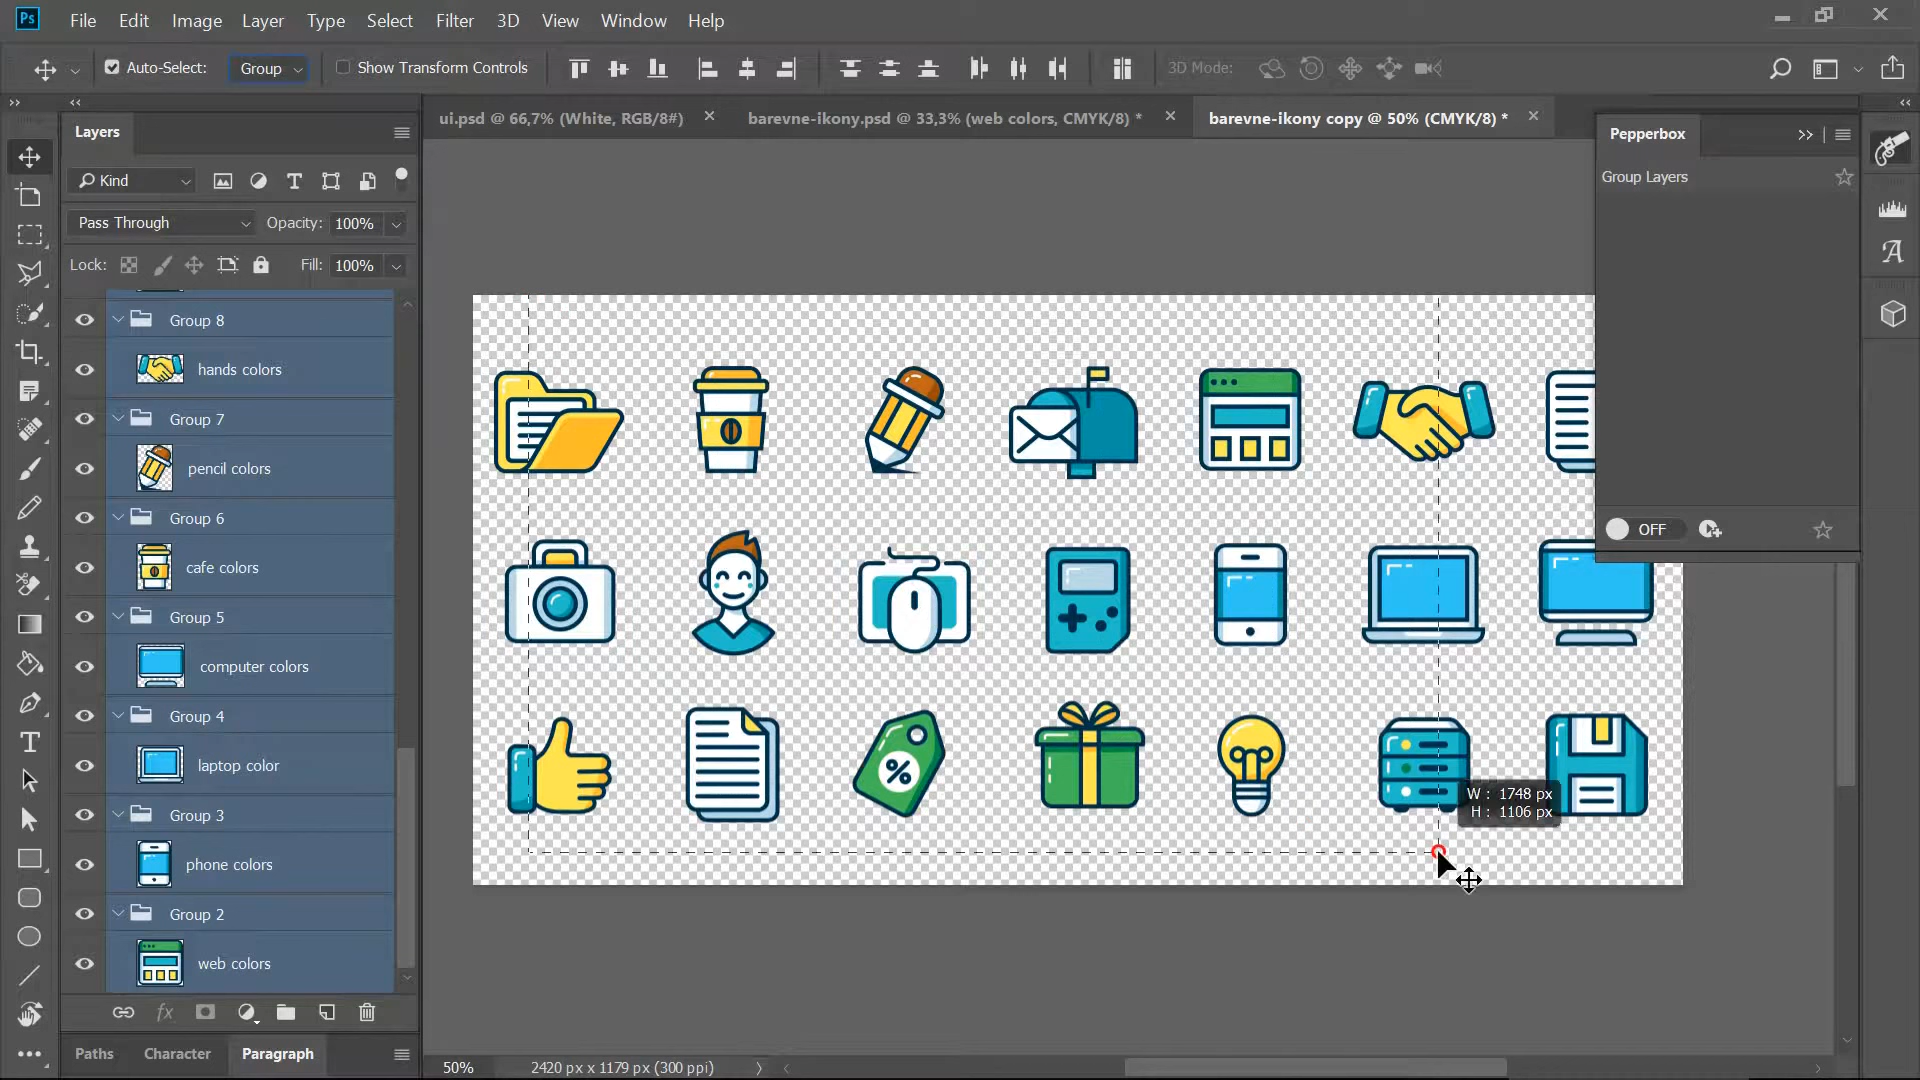 Ps File Edit Image Layer Type Select Filter 3D View Window Help
Auto-Select: Group Show Transform Controls 3D Mode:
ui.psd @ 66,7% (White, RGB/8#) barevne-ikony.psd @ 33,3% (web colors, CMYK/8) * barevne-ikony copy @ 50% (CMYK/8) *
Layers
Kind
Pass Through Opacity: 100%
Lock: Fill: 100%
Group 8
hands colors
Group 7
pencil colors
Group 6
cafe colors
Group 5
computer colors
Group 4
laptop color
Group 3
phone colors
Group 2
web colors
fx
Paths Character Paragraph
%
W : 1748 px
H : 1106 px
Pepperbox
Group Layers
OFF
50% 2420 px x 1179 px (300 ppi)